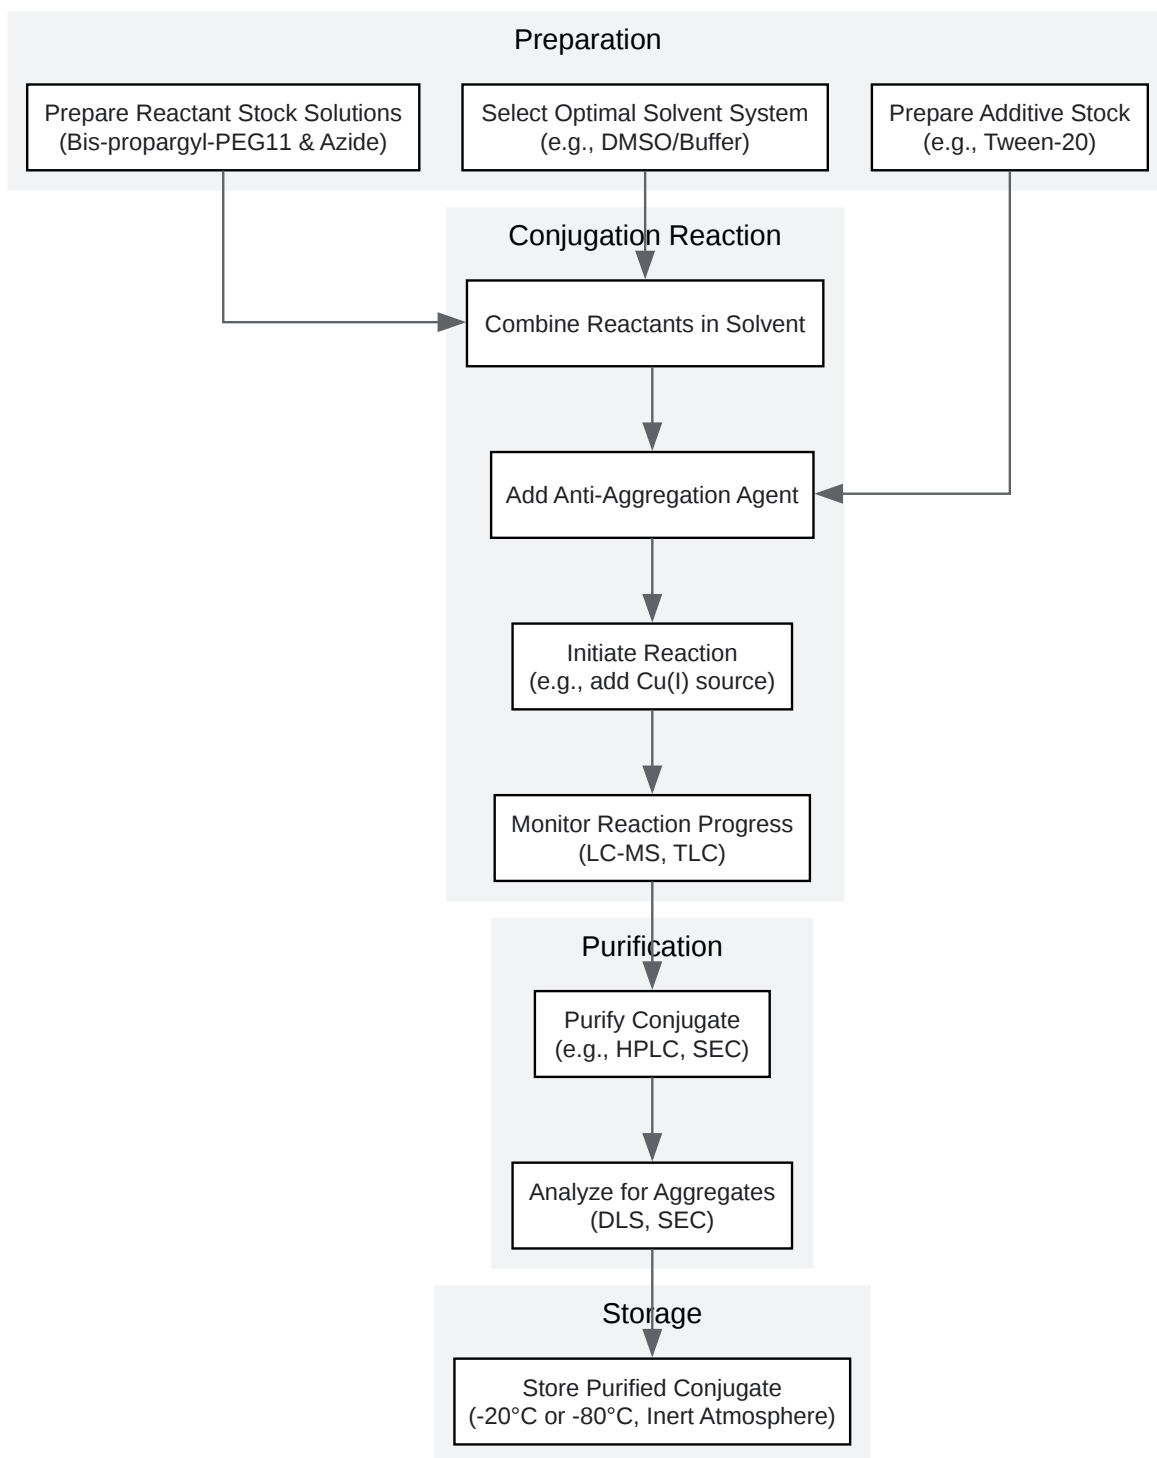 Preparation
Prepare Reactant Stock Solutions
(Bis-propargyl-PEG11 & Azide)
Select Optimal Solvent System
(e.g., DMSO/Buffer)
Prepare Additive Stock
(e.g., Tween-20)
Conjugation Reaction
Combine Reactants in Solvent
Add Anti-Aggregation Agent
Initiate Reaction
(e.g., add Cu(I) source)
Monitor Reaction Progress
(LC-MS, TLC)
Purification
Purify Conjugate
(e.g., HPLC, SEC)
Analyze for Aggregates
(DLS, SEC)
Storage
Store Purified Conjugate
(-20°C or -80°C, Inert Atmosphere)